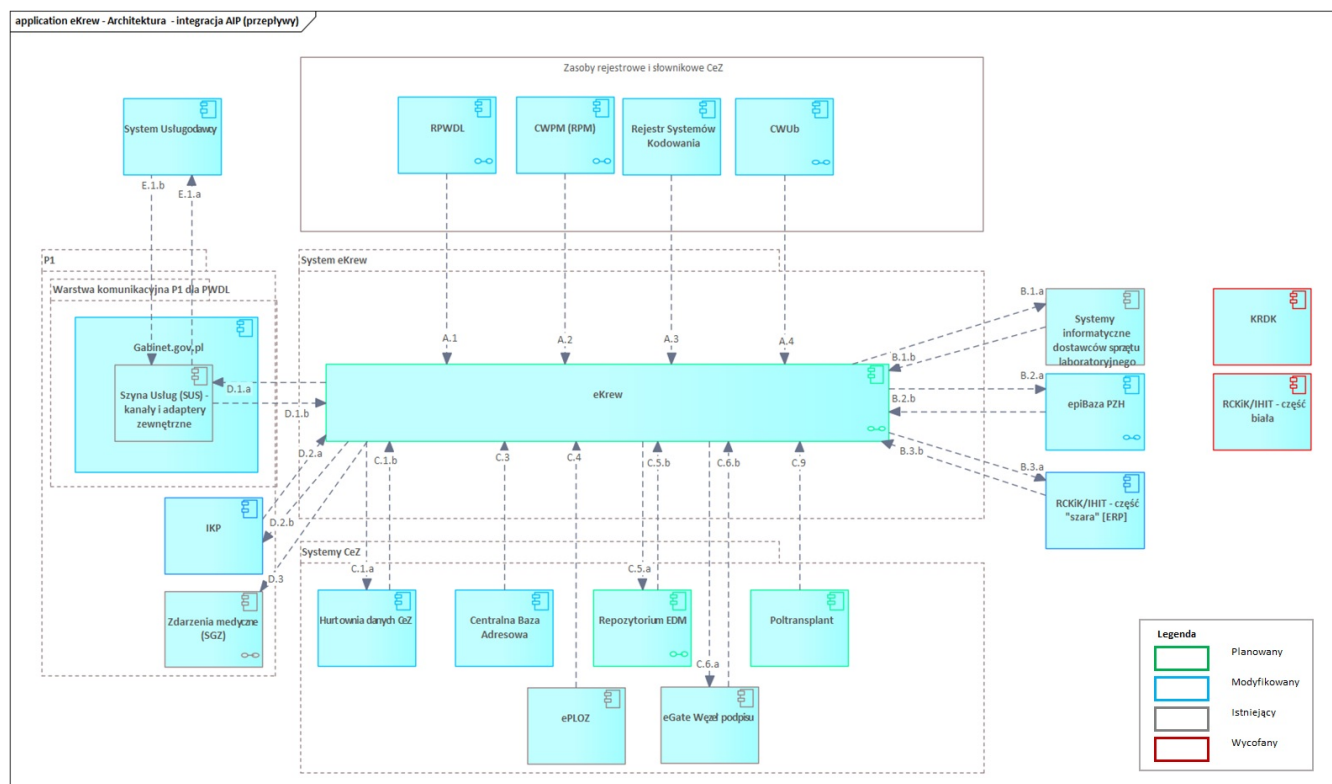 application eKrew - Architektura - integracja AIP (przepływy)
Zasoby rejestrowe i słownikowe CeZ
System Usługodawcy
RPWDL
CWPM (RPM)
Rejestr Systemów
Kodowania
CWUb
E.1.b
E.1.a
P1
Warstwa komunikacyjna P1 dla PWDL
Gabinet.gov.pl
Szyna Usług (SUS) -
kanały i adaptery
zewnętrzne
System eKrew
A.1
A.2
A.3
A.4
eKrew
D.1.a
D.1.b
D.2.a
D.2.b
D.3
B.1.a
B.1.b
B.2.a
B.2.b
B.3.b
B.3.a
Systemy
informatyczne
dostawców sprzętu
laboratoryjnego
epiBaza PZH
RCKiK/IHIT - część
"szara" [ERP]
KRDK
RCKiK/IHIT - część
biała
IKP
Zdarzenia medyczne
(SGZ)
C.1.b
C.3
C.4
C.5.b
C.6.b
C.9
Systemy CeZ
C.1.a
C.5.a
C.6.a
Hurtownia danych CeZ
Centralna Baza
Adresowa
Repozytorium EDM
Poltransplant
ePLOZ
eGate Węzeł podpisu
Legenda
Planowany
Modyfikowany
Istniejący
Wycofany